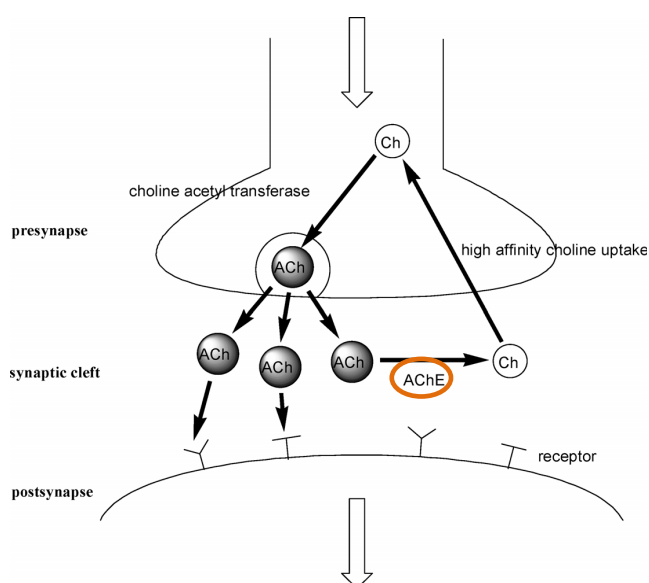 Ch
choline acetyl transferase
presynapse
high affinity choline uptake
ACh
ACh
ACh
ACh
Ch
synaptic cleft
AChE
receptor
postsynapse